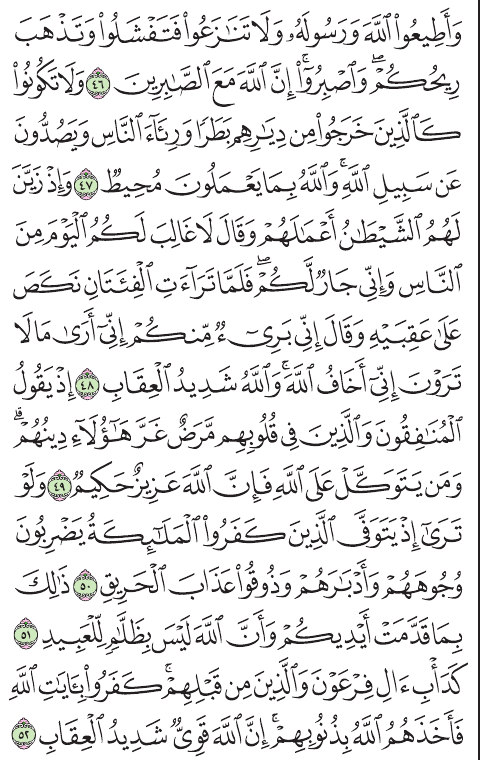 وَأَطِيعُوا۟ ٱللَّهَ وَرَسُولَهُۥ وَلَا تَنَٰزَعُوا۟ فَتَفْشَلُوا۟ وَتَذْهَبَ
رِيحُكُمْ ۖ وَٱصْبِرُوٓا۟ ۚ إِنَّ ٱللَّهَ مَعَ ٱلصَّٰبِرِينَ ٤٦ وَلَا تَكُونُوا۟
كَٱلَّذِينَ خَرَجُوا۟ مِن دِيَٰرِهِم بَطَرًا وَرِئَآءَ ٱلنَّاسِ وَيَصُدُّونَ
عَن سَبِيلِ ٱللَّهِ ۚ وَٱللَّهُ بِمَا يَعْمَلُونَ مُحِيطٌ ٤٧ وَإِذْ زَيَّنَ
لَهُمُ ٱلشَّيْطَٰنُ أَعْمَٰلَهُمْ وَقَالَ لَا غَالِبَ لَكُمُ ٱلْيَوْمَ مِنَ
ٱلنَّاسِ وَإِنِّى جَارٌ لَّكُمْ ۖ فَلَمَّا تَرَآءَتِ ٱلْفِئَتَانِ نَكَصَ
عَلَىٰ عَقِبَيْهِ وَقَالَ إِنِّى بَرِىٓءٌ مِّنكُمْ إِنِّىٓ أَرَىٰ مَا لَا
تَرَوْنَ إِنِّىٓ أَخَافُ ٱللَّهَ ۚ وَٱللَّهُ شَدِيدُ ٱلْعِقَابِ ٤٨ إِذْ يَقُولُ
ٱلْمُنَٰفِقُونَ وَٱلَّذِينَ فِى قُلُوبِهِم مَّرَضٌ غَرَّ هَٰٓؤُلَآءِ دِينُهُمْ ۗ
وَمَن يَتَوَكَّلْ عَلَى ٱللَّهِ فَإِنَّ ٱللَّهَ عَزِيزٌ حَكِيمٌ ٤٩ وَلَوْ
تَرَىٰٓ إِذْ يَتَوَفَّى ٱلَّذِينَ كَفَرُوا۟ ٱلْمَلَٰٓئِكَةُ يَضْرِبُونَ
وُجُوهَهُمْ وَأَدْبَٰرَهُمْ وَذُوقُوا۟ عَذَابَ ٱلْحَرِيقِ ٥٠ ذَٰلِكَ
بِمَا قَدَّمَتْ أَيْدِيكُمْ وَأَنَّ ٱللَّهَ لَيْسَ بِظَلَّٰمٍ لِّلْعَبِيدِ ٥١
كَدَأْبِ ءَالِ فِرْعَوْنَ وَٱلَّذِينَ مِن قَبْلِهِمْ ۚ كَفَرُوا۟ بِـَٔايَٰتِ ٱللَّهِ
فَأَخَذَهُمُ ٱللَّهُ بِذُنُوبِهِمْ ۗ إِنَّ ٱللَّهَ قَوِىٌّ شَدِيدُ ٱلْعِقَابِ ٥٢